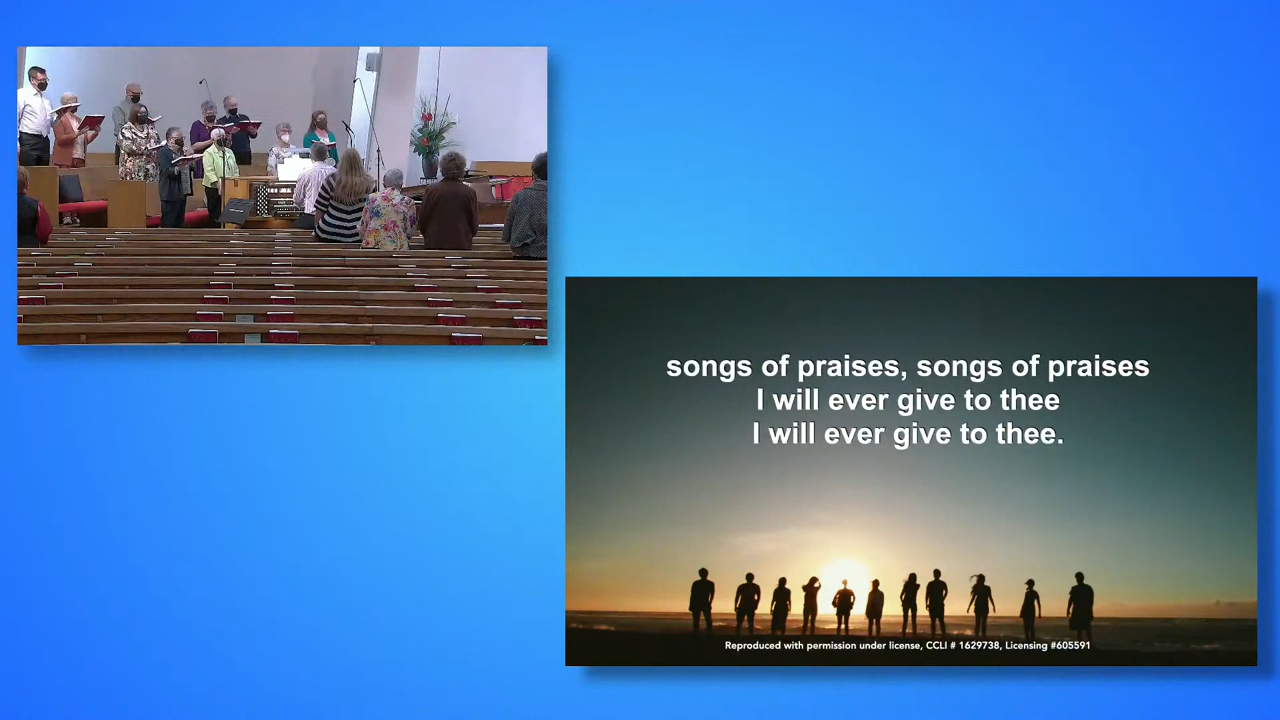 songs of praises, songs of praises
I will ever give to thee
I will ever give to thee.
Reproduced with permission under license, CCLI # 1629738, Licensing #605591